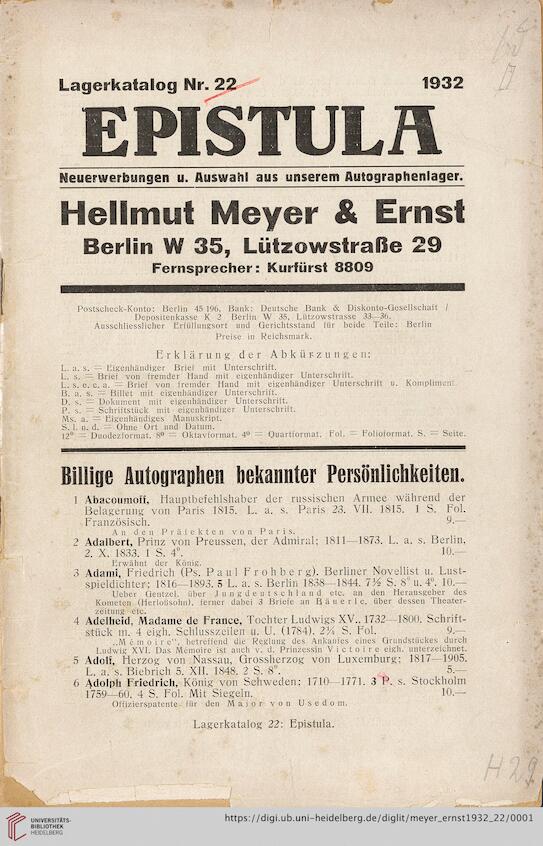 Lagerkatalog Nr. 22 1932
EPISTULA
Neuerwerbungen u. Auswahl aus unserem Autographenlager.
Hellmut Meyer & Ernst
Berlin W 35, Lützowstraße 29
Fernsprecher: Kurfürst 8809
Postscheck-Konto: Berlin 45 196, Bank: Deutsche Bank & Diskonto-Gesellschaft /
Depositenkasse K 2 Berlin W 35, Lützowstrasse 33—36.
Ausschliesslicher Erfüllungsort und Gerichtsstand für beide Teile: Berlin
Preise in Reichsmark.
Erklärung der Abkürzungen:
L. a. s. = Eigenhändiger Brief mit Unterschrift.
L. s. = Brief von fremder Hand mit eigenhändiger Unterschrift.
L. s. e. c. a. = Brief von fremder Hand mit eigenhändiger Unterschrift u. Kompliment.
B. a. s. = Billet mit eigenhändiger Unterschrift.
D. s. = Dokument mit eigenhändiger Unterschrift.
P. s. = Schriftstück mit eigenhändiger Unterschrift.
Ms. a. = Eigenhändiges Manuskript.
S. l. u. d. = Ohne Ort und Datum.
12° = Duodezformat. 8° = Oktavformat. 4° = Quartformat. Fol. = Folioformat. S. = Seite.
Billige Autographen bekannter Persönlichkeiten.
1 Abacoumoff, Hauptbefehlshaber der russischen Armee während der
Belagerung von Paris 1815. L. a. s. Paris 23. VII. 1815. 1 S. Fol.
Französisch. 9.—
An den Präfekten von Paris.
2 Adalbert, Prinz von Preussen, der Admiral; 1811—1873. L. a. s. Berlin,
2. X. 1833. 1 S. 4°. 10.—
Erwähnt der König.
3 Adami, Friedrich (Ps. Paul Frohberg). Berliner Novellist u. Lust-
spieldichter; 1816—1893. 5 L. a. s. Berlin 1838—1844. 7½ S. 8° u. 4°. 10.—
Ueber Gentzel, über Jungdeutschland etc. an den Herausgeber des
Kometen (Herloßsohn), ferner dabei 3 Briefe an Bäuerle, über dessen Theater-
zeitung etc.
4 Adelheid, Madame de France, Tochter Ludwigs XV., 1732—1800. Schrift-
stück m. 4 eigh. Schlusszeilen u. U. (1784). 2¼ S. Fol. 9.—
„Mémoire", betreffend die Reglung des Ankaufes eines Grundstückes durch
Ludwig XVI. Das Mémoire ist auch v. d. Prinzessin Victoire eigh. unterzeichnet.
5 Adolf, Herzog von Nassau, Grossherzog von Luxemburg; 1817—1905.
L. a. s. Biebrich 5. XII. 1848. 2 S. 8°. 5.—
6 Adolph Friedrich, König von Schweden; 1710—1771. 3 P. s. Stockholm
1759—60. 4 S. Fol. Mit Siegeln. 10.—
Offizierspatente für den Major von Usedom.
Lagerkatalog 22: Epistula.
H 29
UNIVERSITÄTS-
BIBLIOTHEK
HEIDELBERG
https://digi.ub.uni-heidelberg.de/diglit/meyer_ernst1932_22/0001